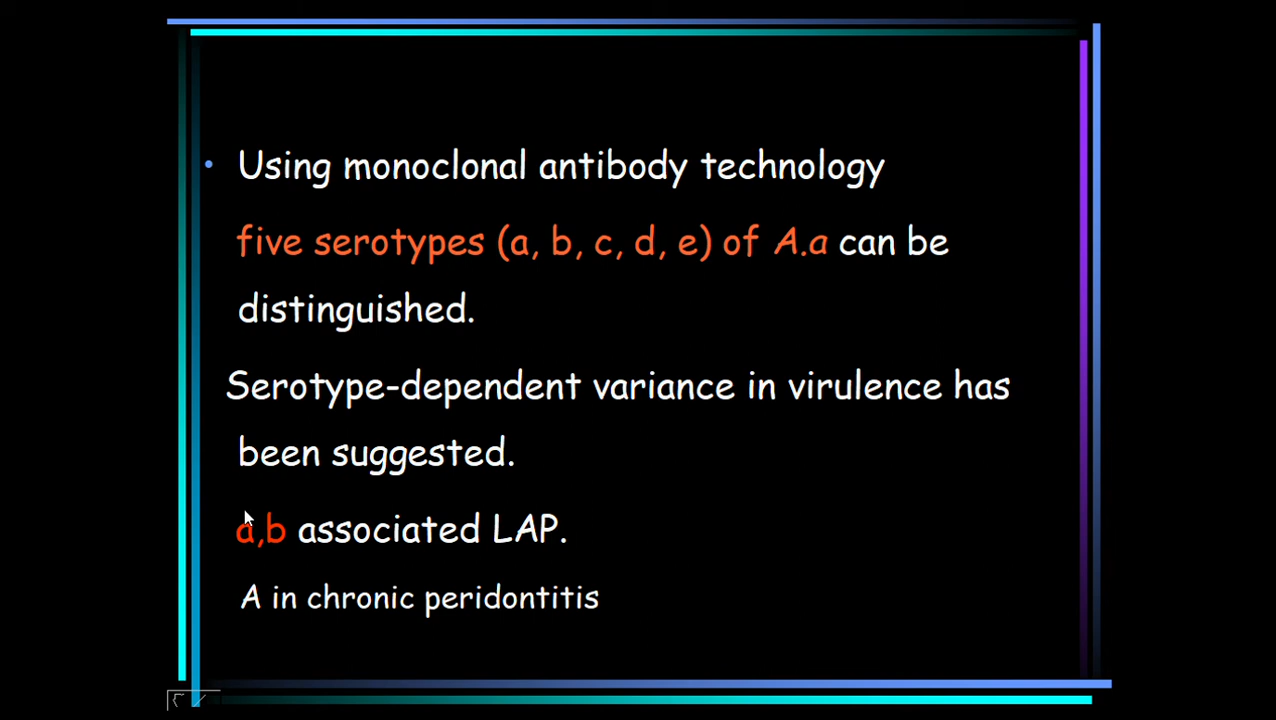 • Using monoclonal antibody technology
five serotypes (a, b, c, d, e) of A.a can be
distinguished.
Serotype-dependent variance in virulence has
been suggested.
a,b associated LAP.
A in chronic peridontitis